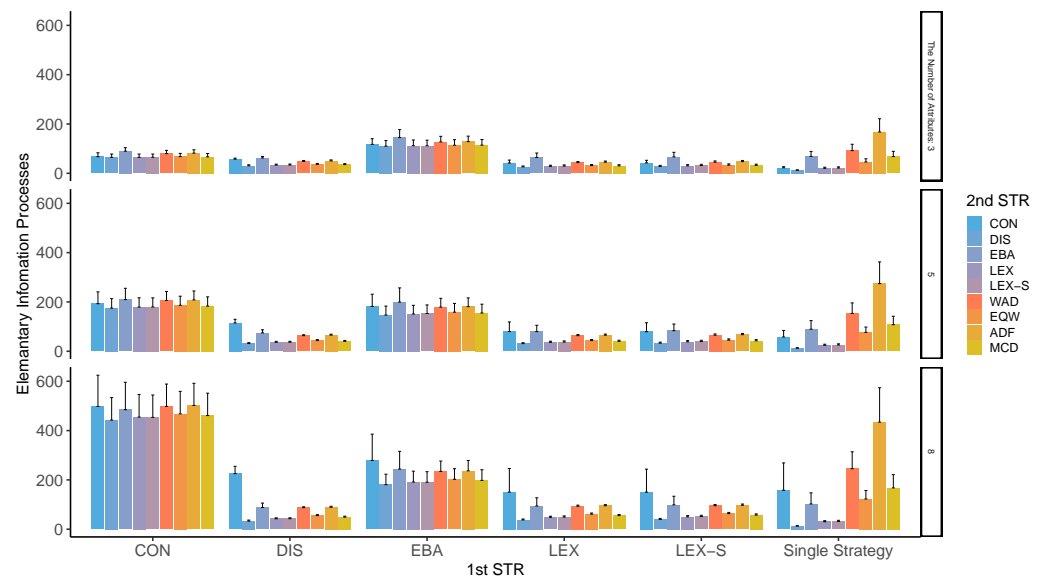 600
400
200
0
The Number of Attributes: 3
600
400
200
0
5
600
400
200
0
8
Elementary Infomation Processes
CON
DIS
EBA
LEX
LEX−S
Single Strategy
1st STR
2nd STR
CON
DIS
EBA
LEX
LEX−S
WAD
EQW
ADF
MCD